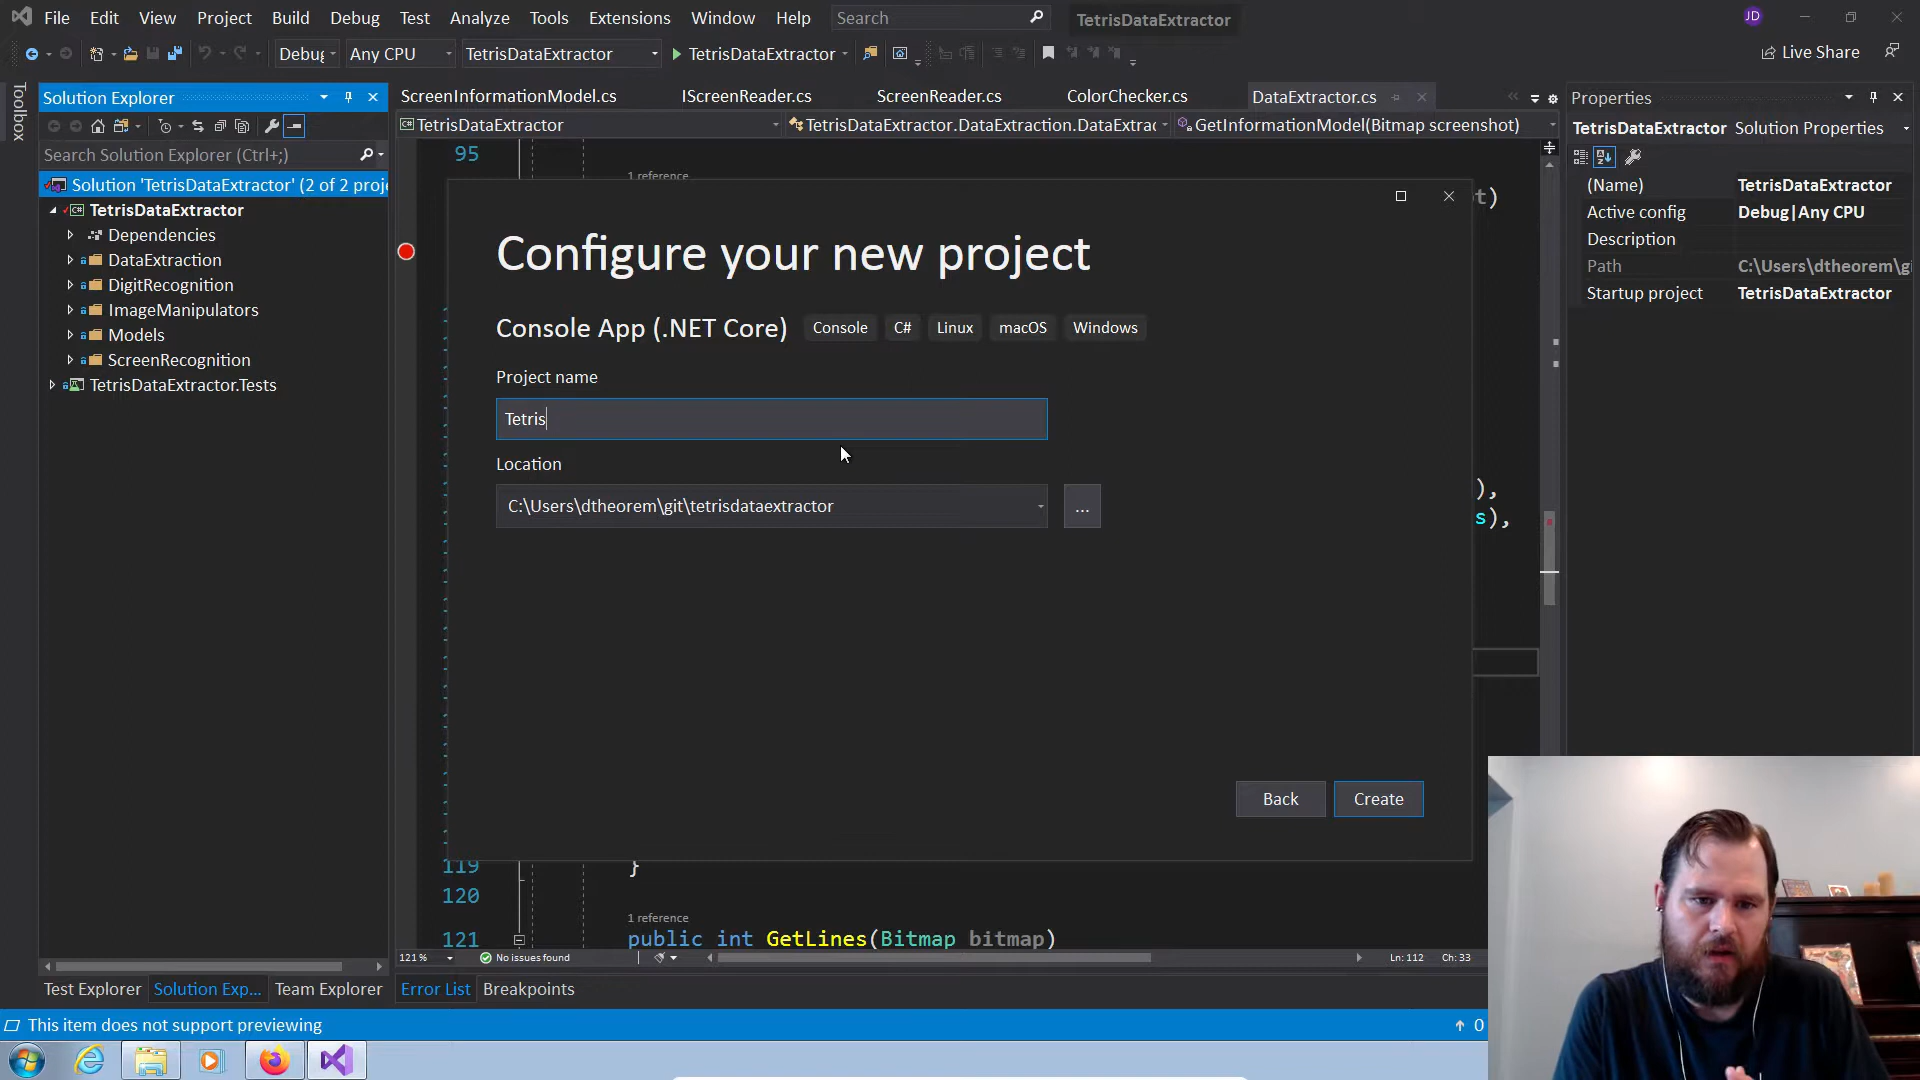 File Edit View Project Build Debug Test Analyze Tools Extensions Window Help Search TetrisDataExtractor JD
Debug Any CPU TetrisDataExtractor TetrisDataExtractor Live Share
Toolbox
Solution Explorer
Search Solution Explorer (Ctrl+;)
Solution 'TetrisDataExtractor' (2 of 2 proje
TetrisDataExtractor
Dependencies
DataExtraction
DigitRecognition
ImageManipulators
Models
ScreenRecognition
TetrisDataExtractor.Tests
ScreenInformationModel.cs IScreenReader.cs ScreenReader.cs ColorChecker.cs DataExtractor.cs
TetrisDataExtractor TetrisDataExtractor.DataExtraction.DataExtrac GetInformationModel(Bitmap screenshot)
95
1 reference
t)
Configure your new project
Console App (.NET Core) Console C# Linux macOS Windows
Project name
Tetris
Location
C:\Users\dtheorem\git\tetrisdataextractor
...
),
s),
Back Create
119 }
120
1 reference
121 public int GetLines(Bitmap bitmap)
121 % No issues found Ln: 112 Ch: 33
Properties
TetrisDataExtractor Solution Properties
(Name) TetrisDataExtractor
Active config Debug|Any CPU
Description
Path C:\Users\dtheorem\gi
Startup project TetrisDataExtractor
Test Explorer Solution Exp... Team Explorer Error List Breakpoints
This item does not support previewing 0